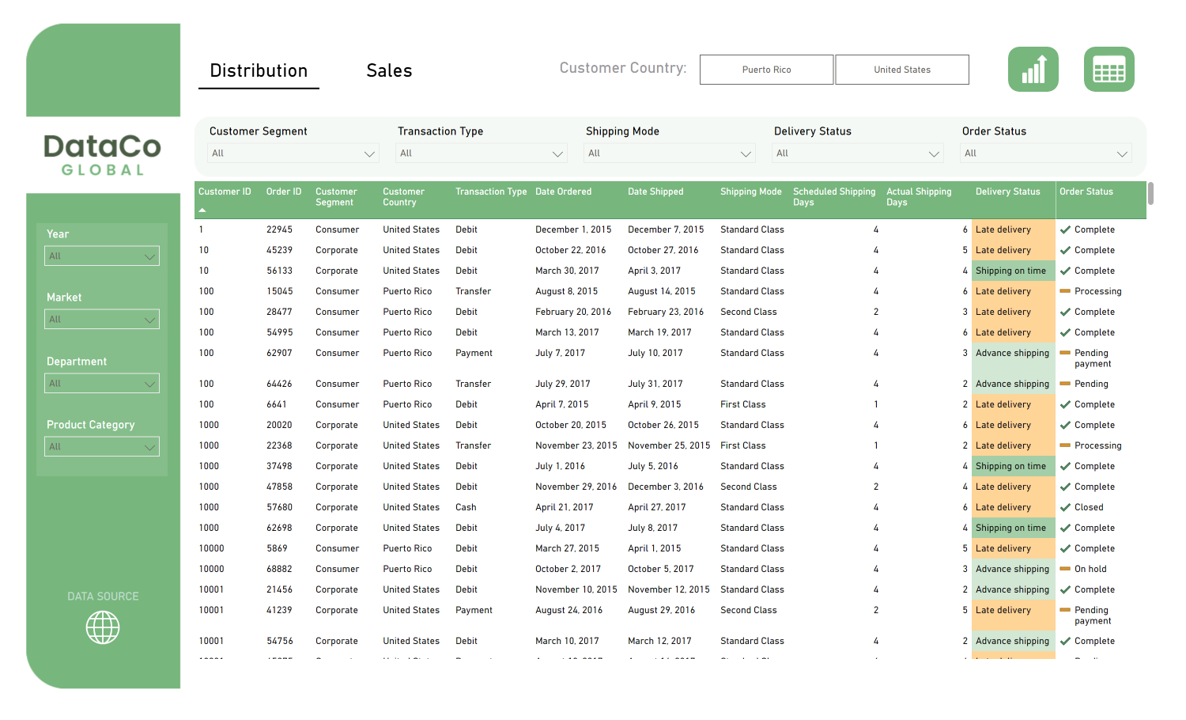 Distribution Sales Customer Country: Puerto Rico United States
DataCo
GLOBAL
Customer Segment Transaction Type Shipping Mode Delivery Status Order Status
All All All All All
Year
All
Market
All
Department
All
Product Category
All
DATA SOURCE
Customer ID Order ID Customer Segment Customer Country Transaction Type Date Ordered Date Shipped Shipping Mode Scheduled Shipping Days Actual Shipping Days Delivery Status Order Status
1 22945 Consumer United States Debit December 1, 2015 December 7, 2015 Standard Class 4 6 Late delivery Complete
10 45239 Corporate United States Debit October 22, 2016 October 27, 2016 Standard Class 4 5 Late delivery Complete
10 56133 Corporate United States Debit March 30, 2017 April 3, 2017 Standard Class 4 4 Shipping on time Complete
100 15045 Consumer Puerto Rico Transfer August 8, 2015 August 14, 2015 Standard Class 4 6 Late delivery Processing
100 28477 Consumer Puerto Rico Debit February 20, 2016 February 23, 2016 Second Class 2 3 Late delivery Complete
100 54995 Consumer Puerto Rico Debit March 13, 2017 March 19, 2017 Standard Class 4 6 Late delivery Complete
100 62907 Consumer Puerto Rico Payment July 7, 2017 July 10, 2017 Standard Class 4 3 Advance shipping Pending payment
100 64426 Consumer Puerto Rico Transfer July 29, 2017 July 31, 2017 Standard Class 4 2 Advance shipping Pending
100 6641 Consumer Puerto Rico Debit April 7, 2015 April 9, 2015 First Class 1 2 Late delivery Complete
1000 20020 Corporate United States Debit October 20, 2015 October 26, 2015 Standard Class 4 6 Late delivery Complete
1000 22368 Corporate United States Transfer November 23, 2015 November 25, 2015 First Class 1 2 Late delivery Processing
1000 37498 Corporate United States Debit July 1, 2016 July 5, 2016 Standard Class 4 4 Shipping on time Complete
1000 47858 Corporate United States Debit November 29, 2016 December 3, 2016 Second Class 2 4 Late delivery Complete
1000 57680 Corporate United States Cash April 21, 2017 April 27, 2017 Standard Class 4 6 Late delivery Closed
1000 62698 Corporate United States Debit July 4, 2017 July 8, 2017 Standard Class 4 4 Shipping on time Complete
10000 5869 Consumer Puerto Rico Debit March 27, 2015 April 1, 2015 Standard Class 4 5 Late delivery Complete
10000 68882 Consumer Puerto Rico Debit October 2, 2017 October 5, 2017 Standard Class 4 3 Advance shipping On hold
10001 21456 Corporate United States Debit November 10, 2015 November 12, 2015 Standard Class 4 2 Advance shipping Complete
10001 41239 Corporate United States Payment August 24, 2016 August 29, 2016 Second Class 2 5 Late delivery Pending payment
10001 54756 Corporate United States Debit March 10, 2017 March 12, 2017 Standard Class 4 2 Advance shipping Complete